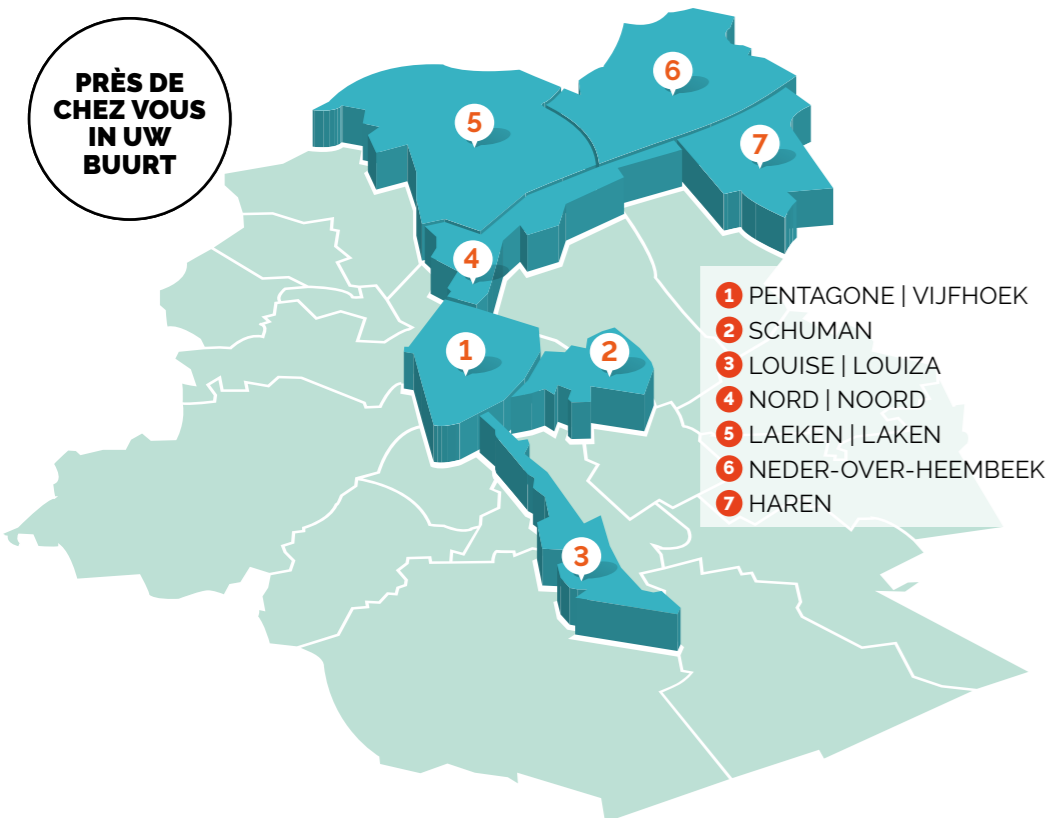 PRÈS DE
CHEZ VOUS
IN UW
BUURT
6
5
7
4
1
2
3
1 PENTAGONE | VIJFHOEK
2 SCHUMAN
3 LOUISE | LOUIZA
4 NORD | NOORD
5 LAEKEN | LAKEN
6 NEDER-OVER-HEEMBEEK
7 HAREN